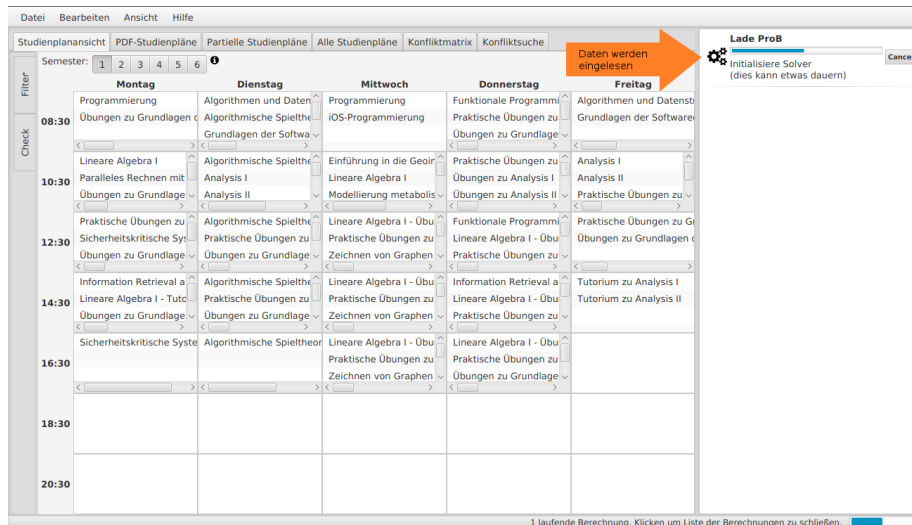 Datei Bearbeiten Ansicht Hilfe
Studienplanansicht PDF-Studienpläne Partielle Studienpläne Alle Studienpläne Konfliktmatrix Konfliktsuche
Semester: 1 2 3 4 5 6
Filter
Check
Montag Dienstag Mittwoch Donnerstag Freitag
08:30
Programmierung
Übungen zu Grundlagen d
Algorithmen und Daten
Algorithmische Spielthe
Grundlagen der Softwa
Programmierung
iOS-Programmierung
Funktionale Programmi
Praktische Übungen zu
Übungen zu Grundlage
Algorithmen und Datenst
Grundlagen der Software
10:30
Lineare Algebra I
Paralleles Rechnen mit
Übungen zu Grundlage
Algorithmische Spielthe
Analysis I
Analysis II
Einführung in die Geoin
Lineare Algebra I
Modellierung metabolis
Praktische Übungen zu
Übungen zu Analysis I
Übungen zu Analysis II
Analysis I
Analysis II
Praktische Übungen zu
12:30
Praktische Übungen zu
Sicherheitskritische Sys
Übungen zu Grundlage
Algorithmische Spielthe
Praktische Übungen zu
Übungen zu Grundlage
Lineare Algebra I - Übu
Praktische Übungen zu
Zeichnen von Graphen
Funktionale Programmi
Lineare Algebra I - Übu
Praktische Übungen zu
Praktische Übungen zu Gr
Übungen zu Grundlagen d
14:30
Information Retrieval a
Lineare Algebra I - Tuto
Übungen zu Grundlage
Algorithmische Spielthe
Praktische Übungen zu
Übungen zu Grundlage
Lineare Algebra I - Übu
Praktische Übungen zu
Zeichnen von Graphen
Information Retrieval a
Lineare Algebra I - Übu
Praktische Übungen zu
Tutorium zu Analysis I
Tutorium zu Analysis II
16:30
Sicherheitskritische Syste
Algorithmische Spieltheor
Lineare Algebra I - Übu
Praktische Übungen zu
Zeichnen von Graphen
Lineare Algebra I - Übu
Praktische Übungen zu
Übungen zu Grundlage
18:30
20:30
Daten werden
eingelesen
Lade ProB
Cance
Initialisiere Solver
(dies kann etwas dauern)
1 laufende Berechnung. Klicken um Liste der Berechnungen zu schließen.